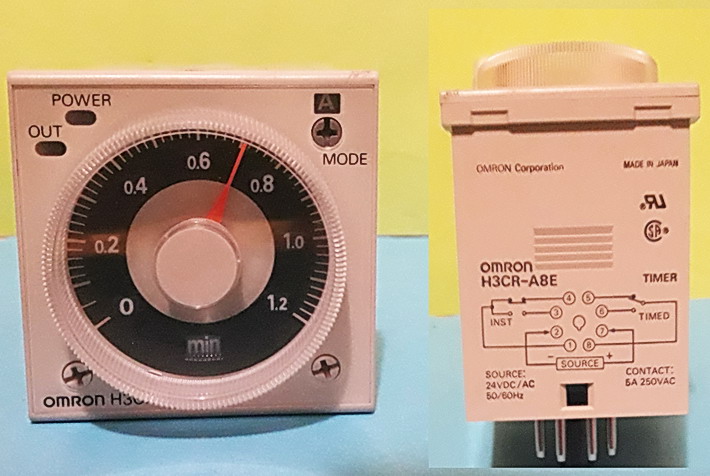 POWER
OUT
A
MODE
0
0.2
0.4
0.6
0.8
1.0
1.2
min
OMRON H3C
OMRON Corporation
MADE IN JAPAN
OMRON
H3CR-A8E
TIMER
4 5
3 6
2 7
1 8
INST
TIMED
− SOURCE +
SOURCE:
24VDC/AC
50/60Hz
CONTACT:
5A 250VAC